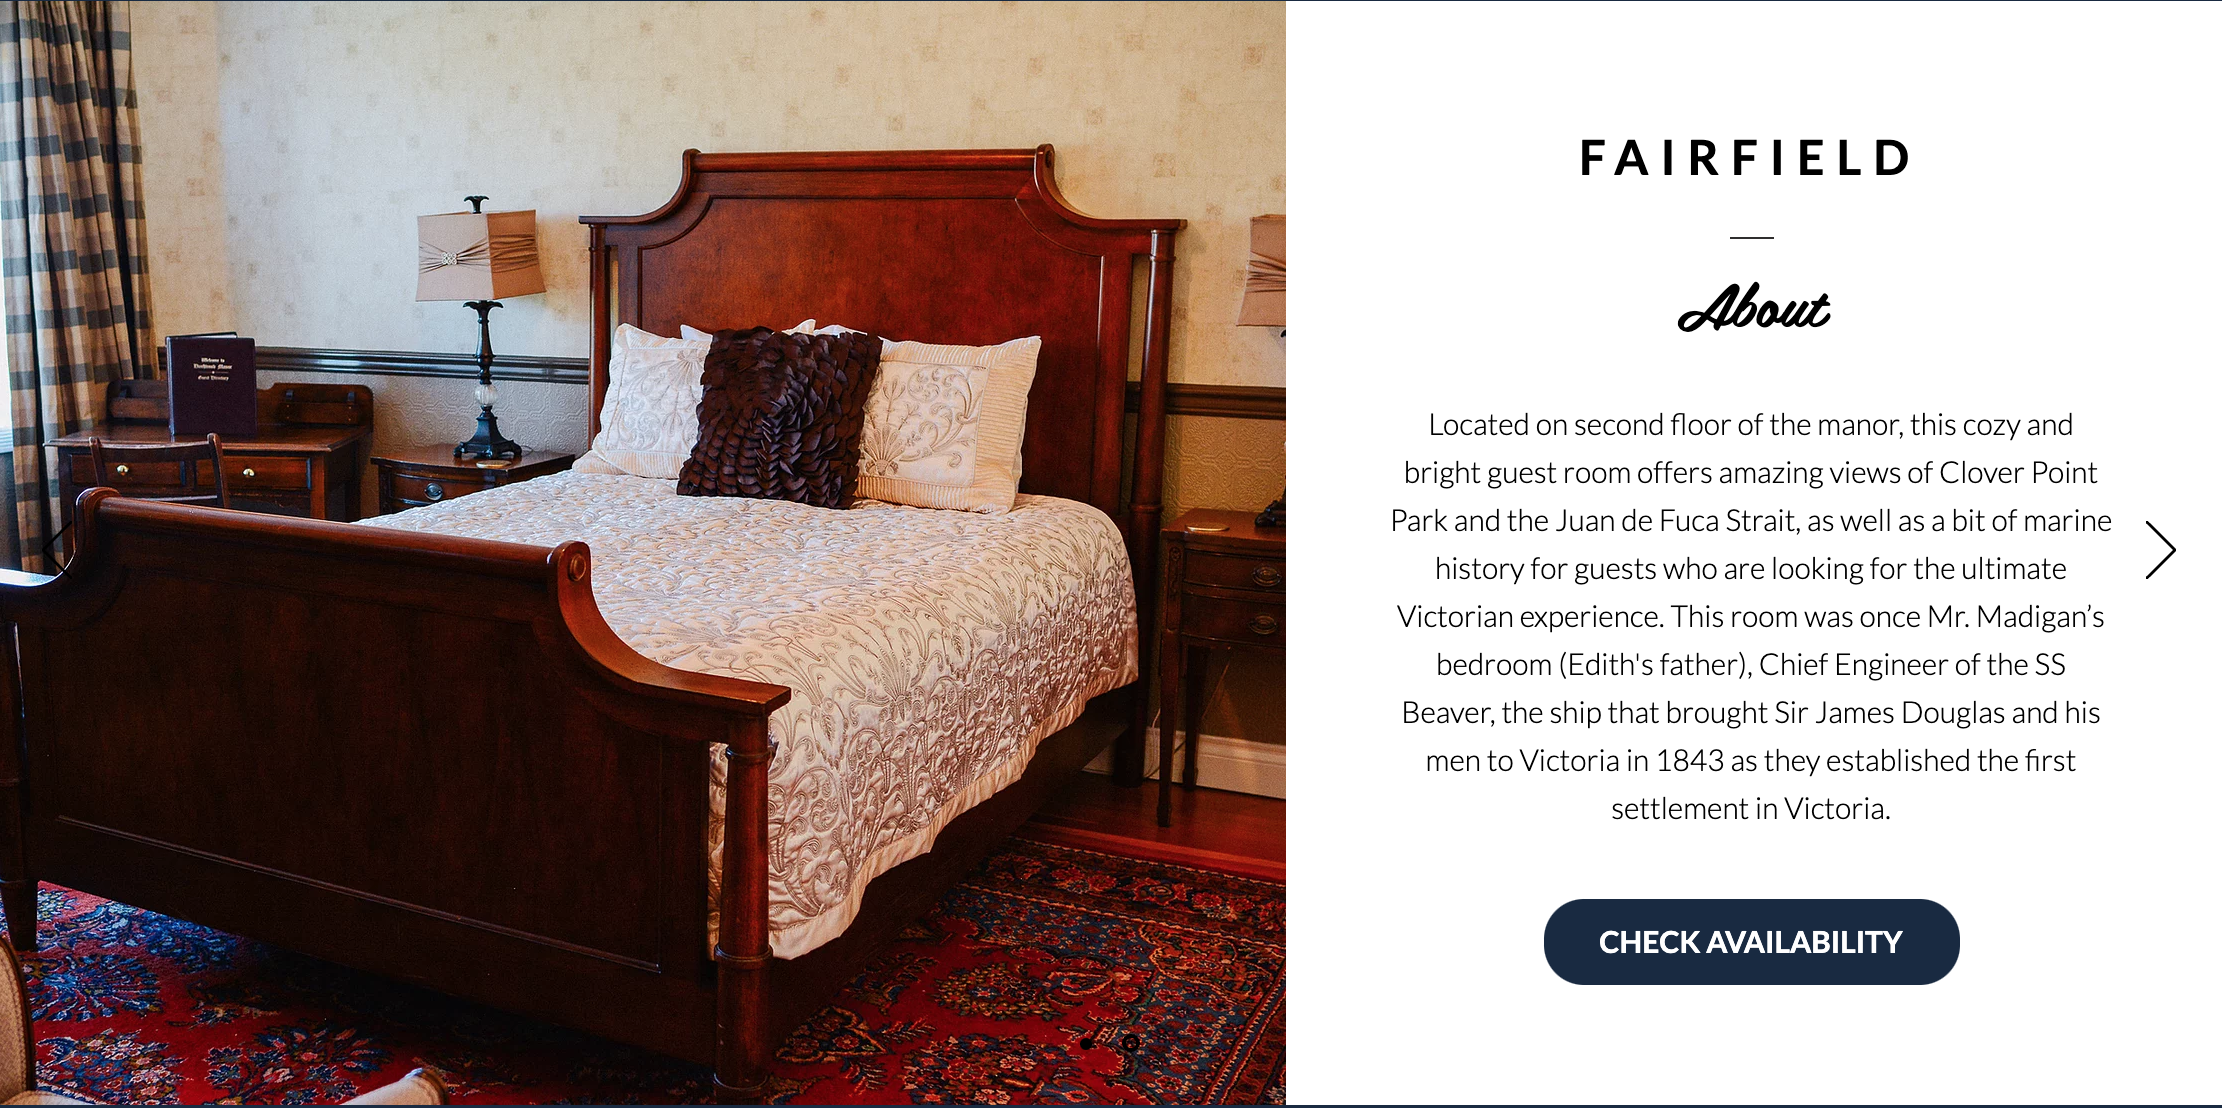 Welcome to
Guest Directory
FAIRFIELD
About
Located on second floor of the manor, this cozy and
bright guest room offers amazing views of Clover Point
Park and the Juan de Fuca Strait, as well as a bit of marine
history for guests who are looking for the ultimate
Victorian experience. This room was once Mr. Madigan’s
bedroom (Edith's father), Chief Engineer of the SS
Beaver, the ship that brought Sir James Douglas and his
men to Victoria in 1843 as they established the first
settlement in Victoria.
CHECK AVAILABILITY